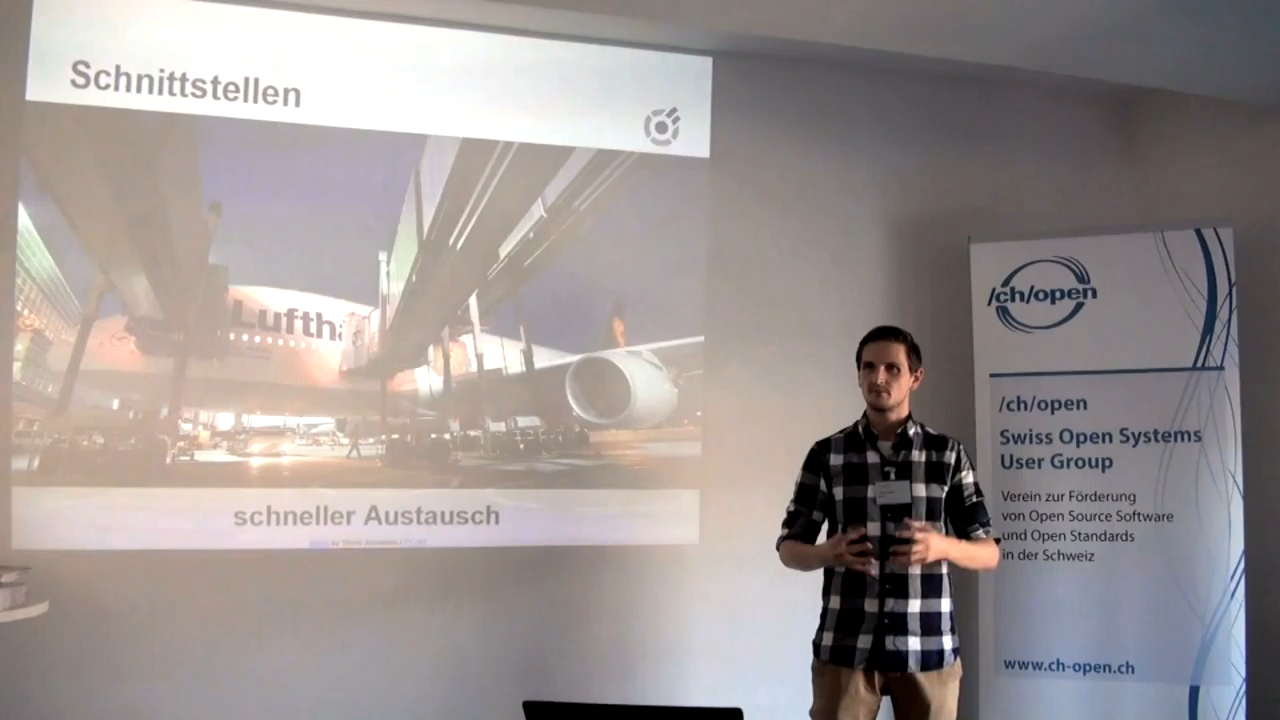 Schnittstellen
Lufth
schneller Austausch
/ch/open
/ch/open
Swiss Open Systems
User Group
Verein zur Förderung
von Open Source Software
und Open Standards
in der Schweiz
www.ch-open.ch